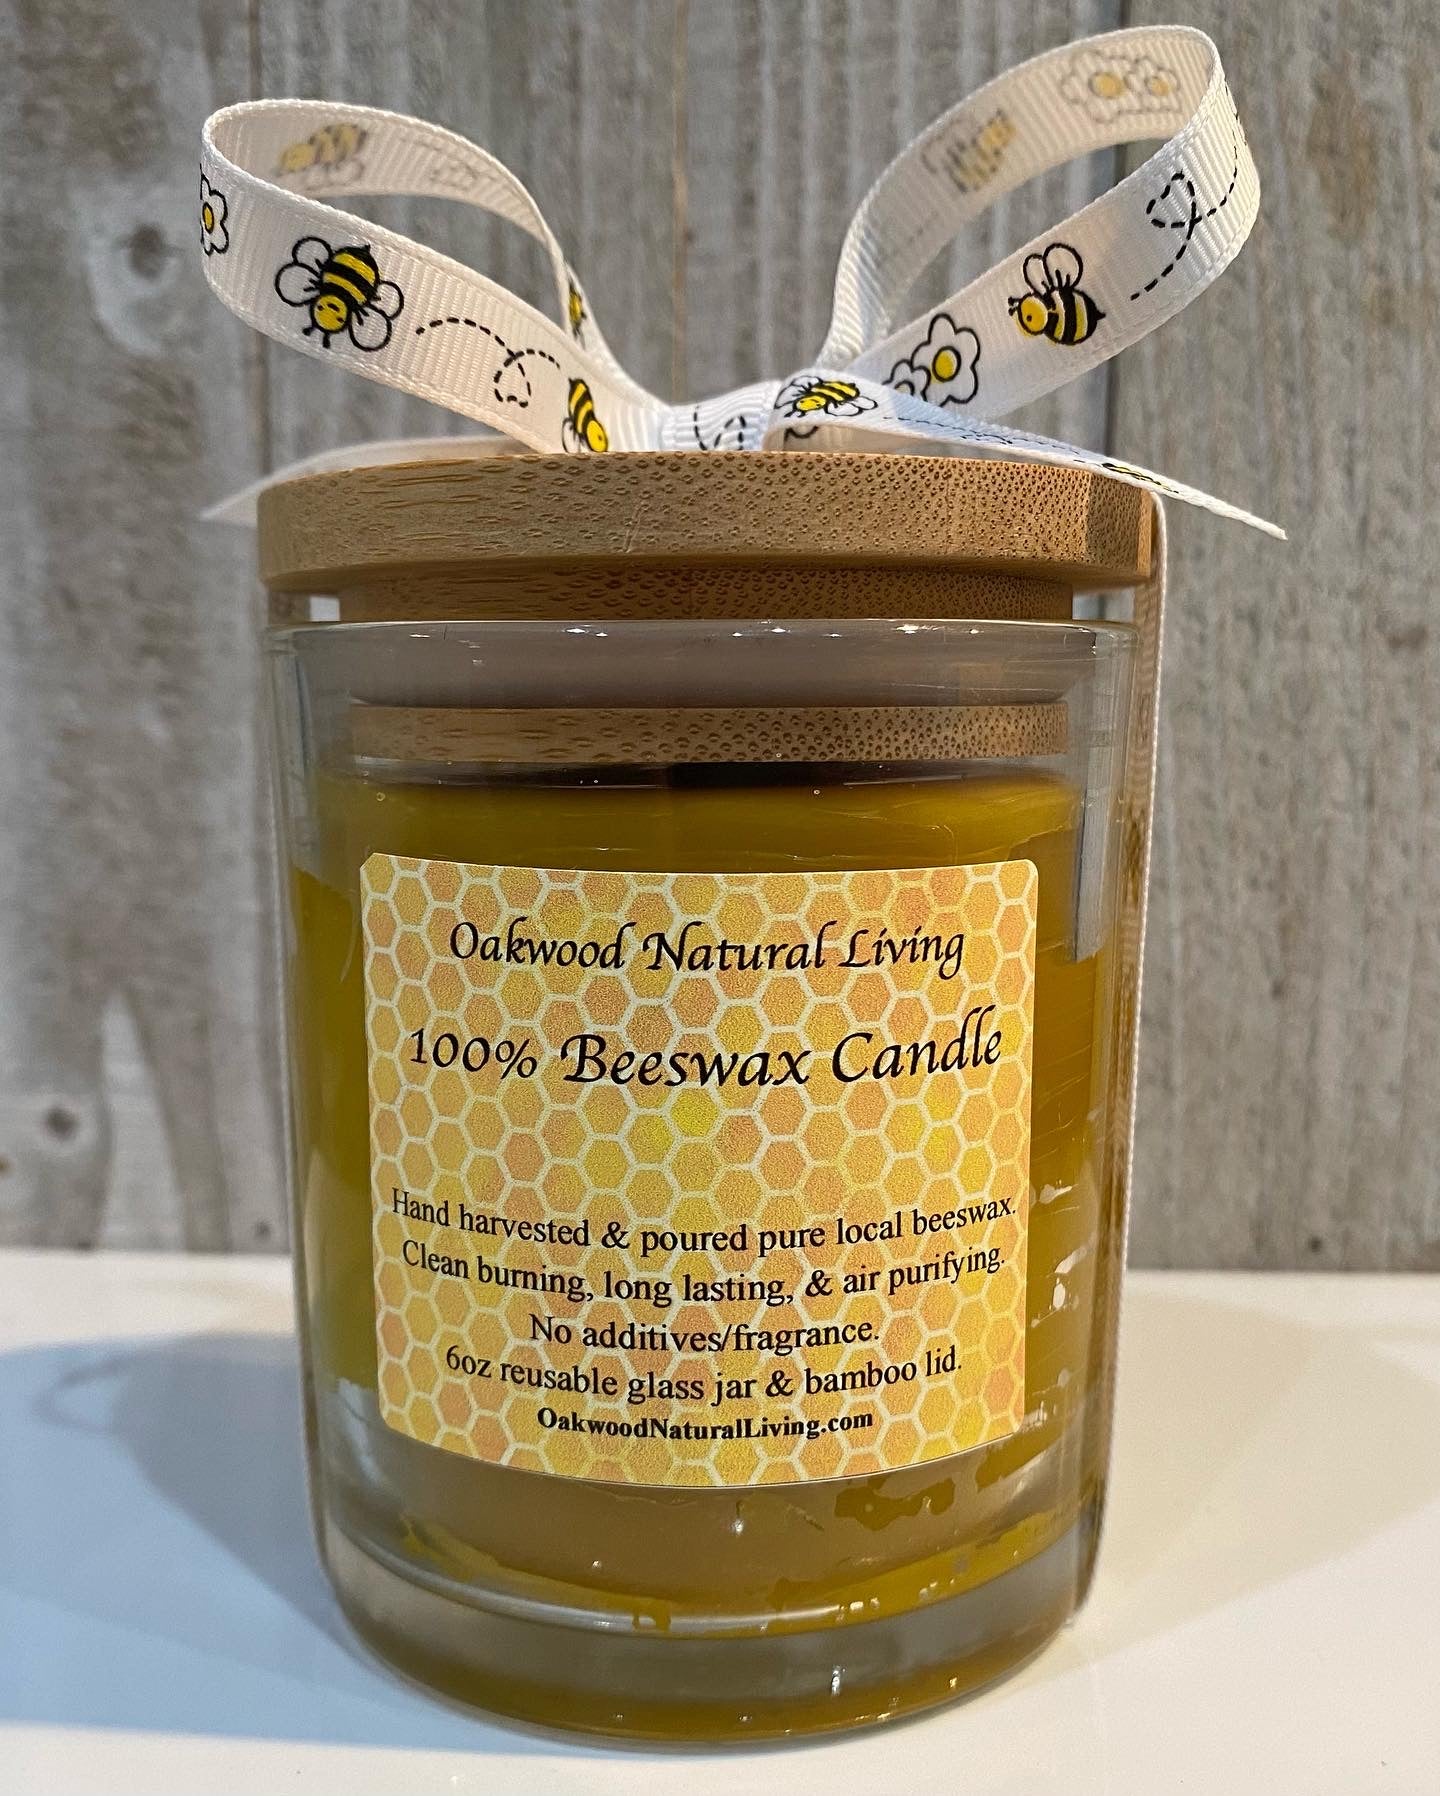 Oakwood Natural Living
100% Beeswax Candle
Hand harvested & poured pure local beeswax.
Clean burning, long lasting, & air purifying.
No additives/fragrance.
6oz reusable glass jar & bamboo lid.
OakwoodNaturalLiving.com